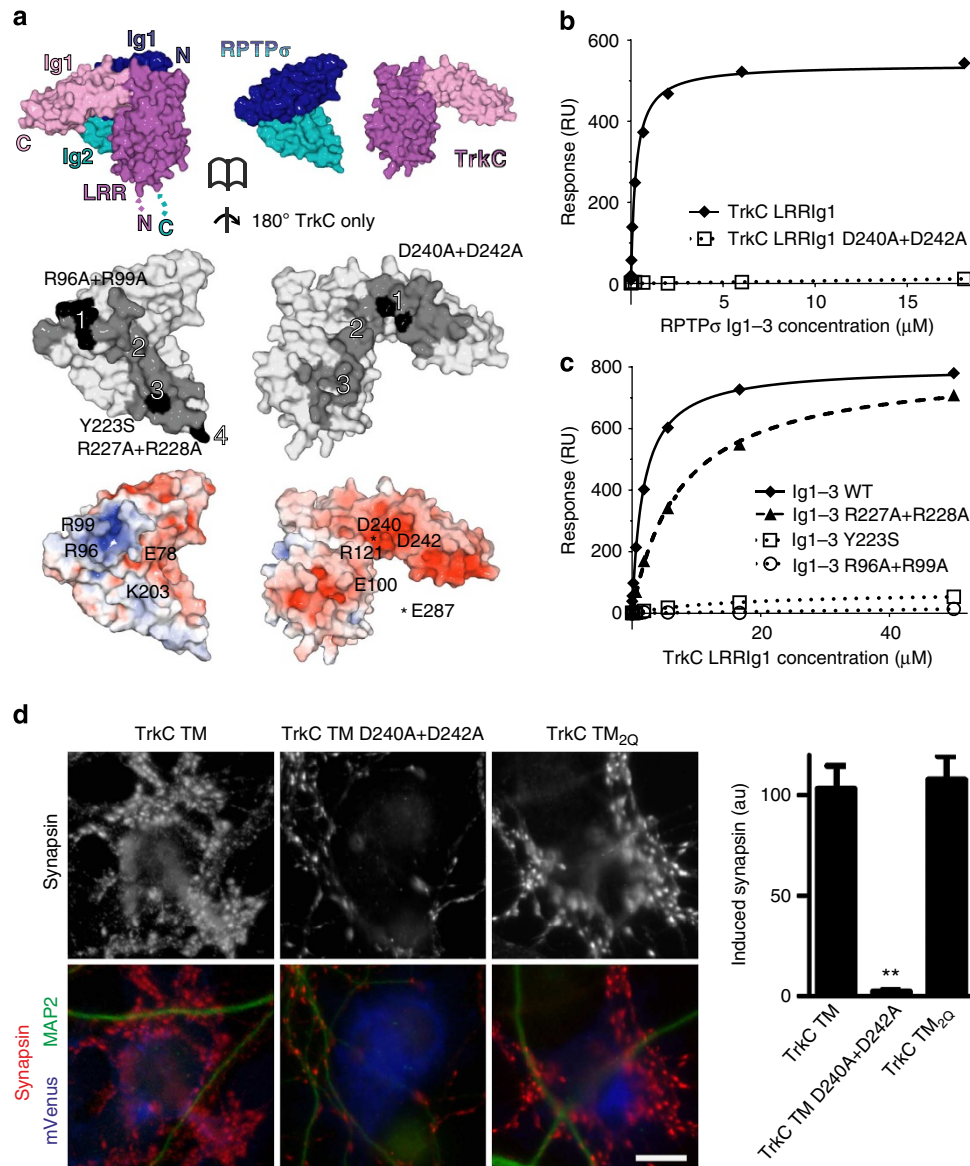 a
Ig1
Ig1
N
C
Ig2
LRR
N
C
RPTPσ
TrkC
180° TrkC only
R96A+R99A
1
2
3
4
Y223S
R227A+R228A
D240A+D242A
1
2
3
R99
R96
E78
K203
D240
*
D242
R121
E100
* E287
b
600
400
200
0
Response (RU)
TrkC LRRIg1
TrkC LRRIg1 D240A+D242A
5
10
15
RPTPσ Ig1–3 concentration (μM)
c
800
600
400
200
0
Response (RU)
Ig1–3 WT
Ig1–3 R227A+R228A
Ig1–3 Y223S
Ig1–3 R96A+R99A
20
40
TrkC LRRIg1 concentration (μM)
d
TrkC TM
TrkC TM D240A+D242A
TrkC TM2Q
Synapsin
Synapsin
mVenus MAP2
Induced synapsin (au)
100
50
0
**
TrkC TM
TrkC TM D240A+D242A
TrkC TM2Q